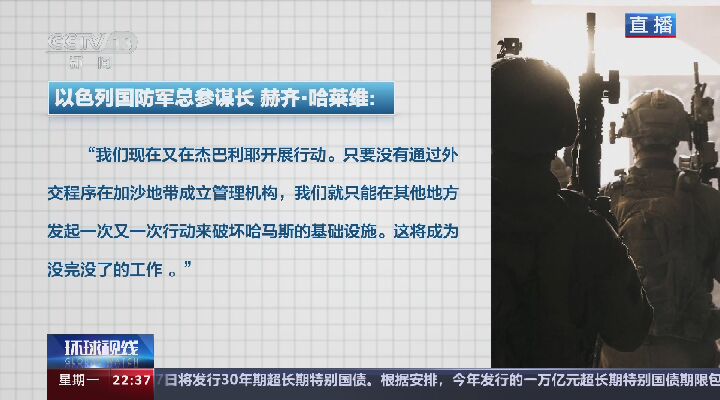 CCTV 13
新闻
直播
以色列国防军总参谋长 赫齐·哈莱维:
“我们现在又在杰巴利耶开展行动。只要没有通过外
交程序在加沙地带成立管理机构，我们就只能在其他地方
发起一次又一次行动来破坏哈马斯的基础设施。这将成为
没完没了的工作 。”
环球视线
GLOBAL WATCH
星期一 22:37 7日将发行30年期超长期特别国债。根据安排，今年发行的一万亿元超长期特别国债期限包